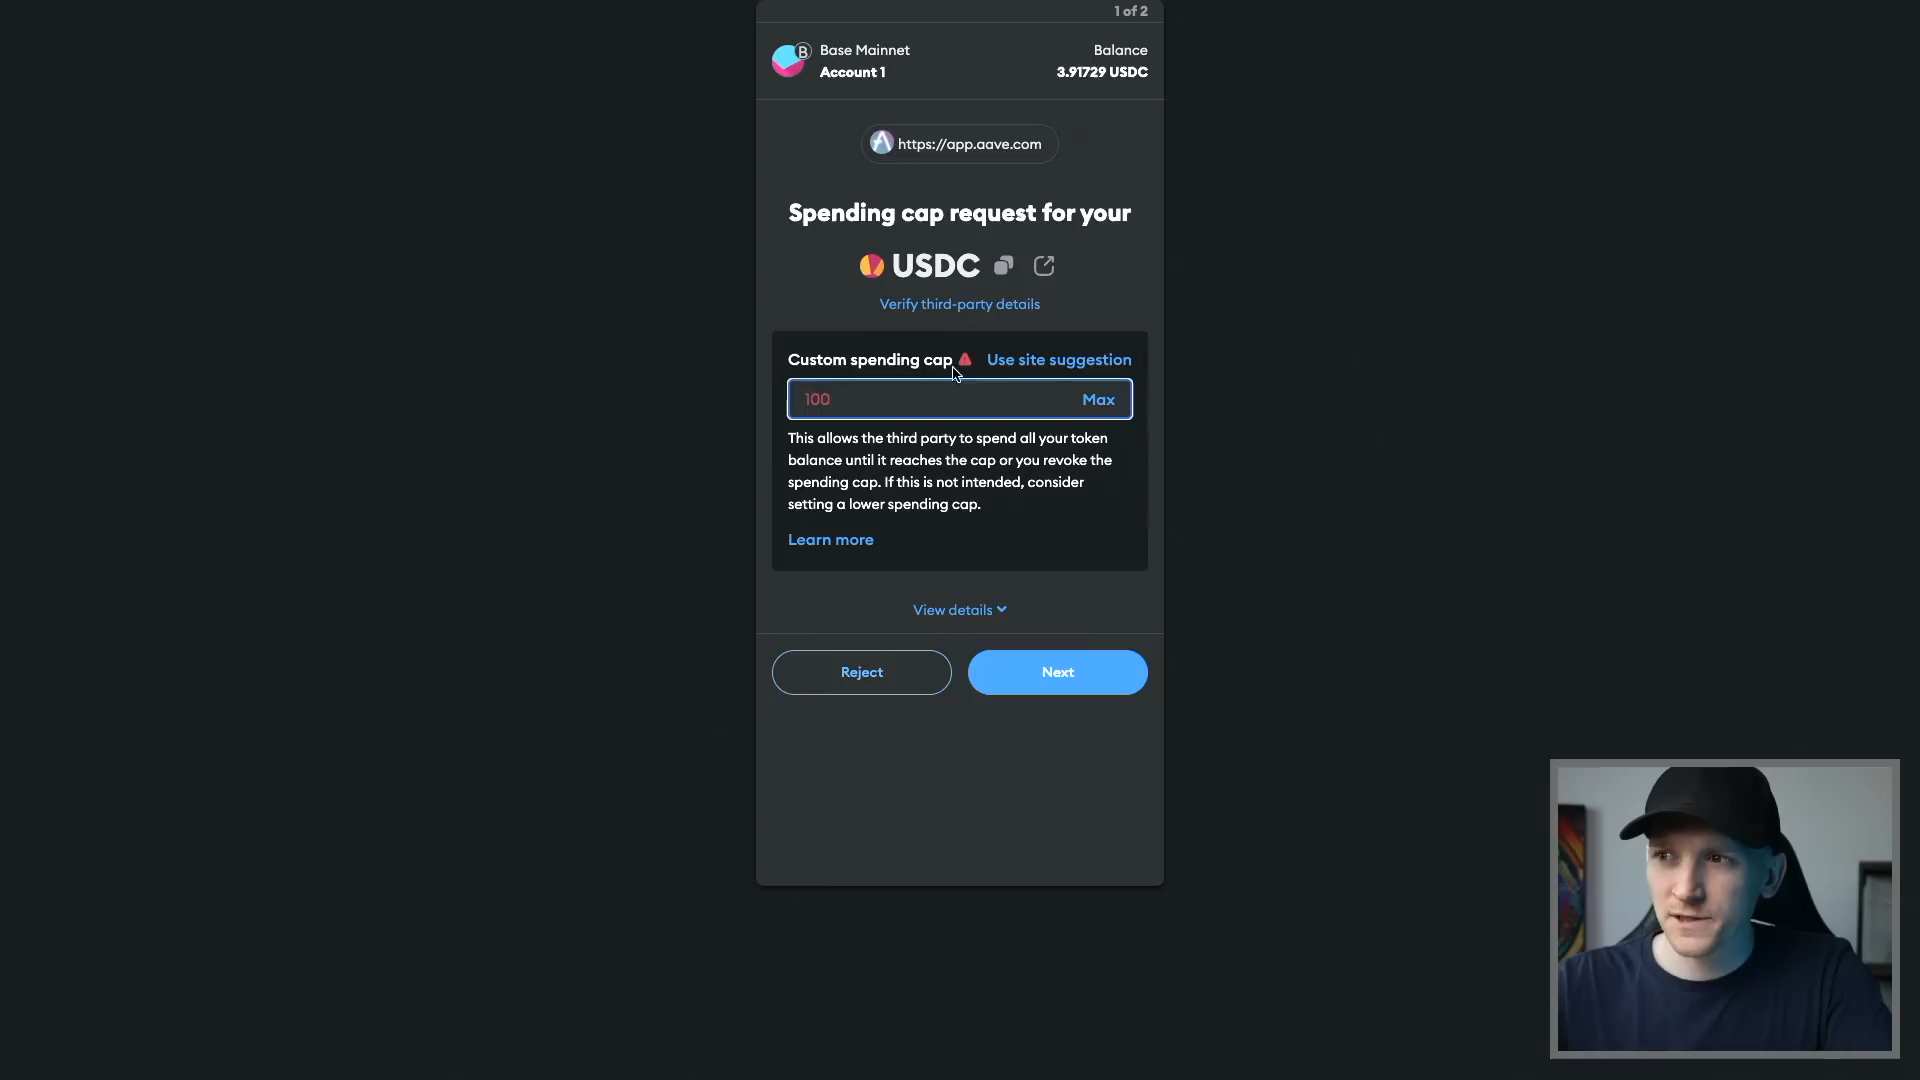 1 of 2
Base Mainnet
Balance
B
Account 1
3.91729 USDC
https://app.aave.com
Spending cap request for your
USDC
Verify third-party details
Custom spending cap
Use site suggestion
100
Max
This allows the third party to spend all your token
balance until it reaches the cap or you revoke the
spending cap. If this is not intended, consider
setting a lower spending cap.
Learn more
View details
Reject
Next